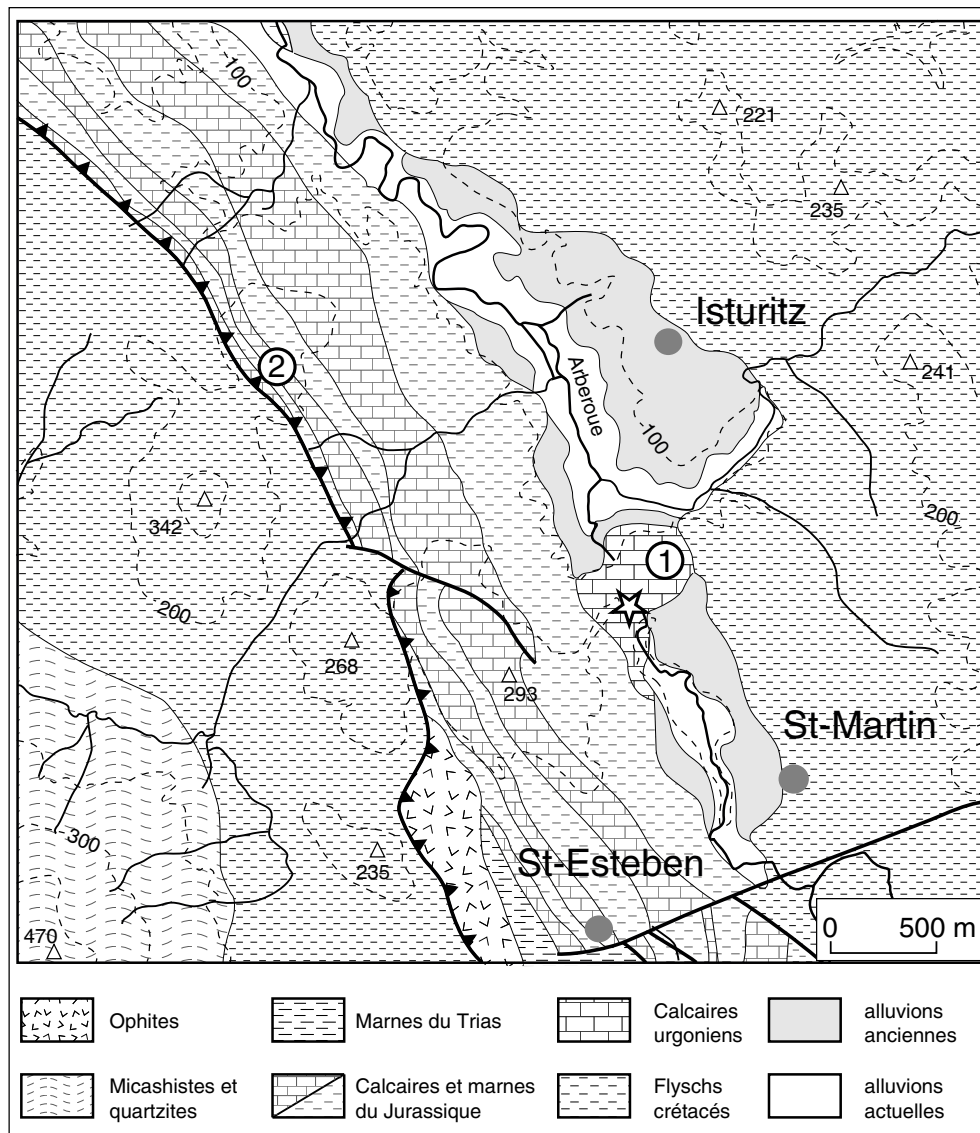 100
221
235
Isturitz
2
241
Arberoue
100
342
200
1
200
268
293
St-Martin
300
235
St-Esteben
470
0 500 m
Ophites
Marnes du Trias
Calcaires
urgoniens
alluvions
anciennes
Micashistes et
quartzites
Calcaires et marnes
du Jurassique
Flyschs
crétacés
alluvions
actuelles